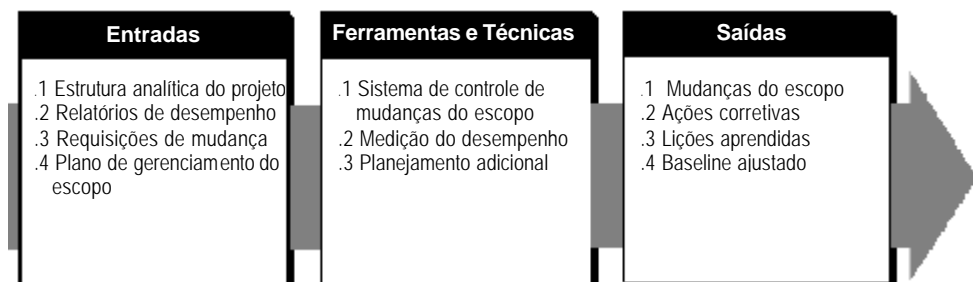 Entradas
.1 Estrutura analítica do projeto
.2 Relatórios de desempenho
.3 Requisições de mudança
.4 Plano de gerenciamento do
escopo
Ferramentas e Técnicas
.1 Sistema de controle de
mudanças do escopo
.2 Medição do desempenho
.3 Planejamento adicional
Saídas
.1 Mudanças do escopo
.2 Ações corretivas
.3 Lições aprendidas
.4 Baseline ajustado